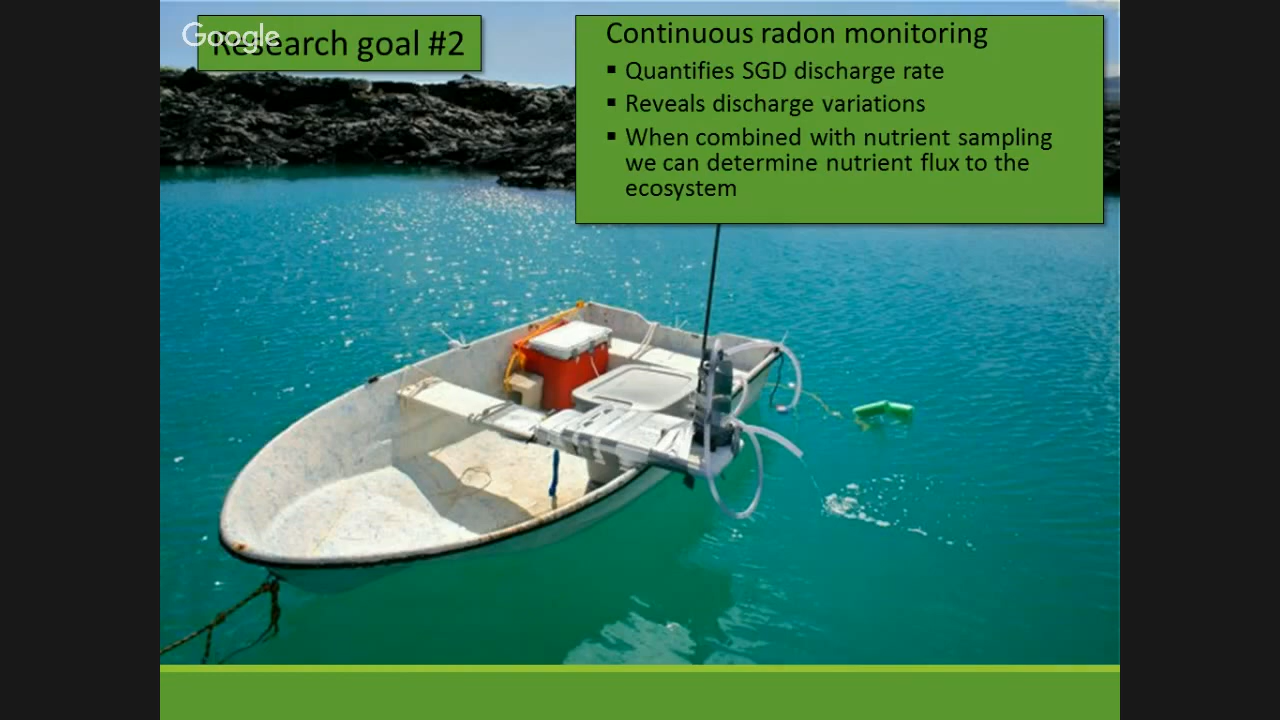 Google
Research goal #2
Continuous radon monitoring
▪ Quantifies SGD discharge rate
▪ Reveals discharge variations
▪ When combined with nutrient sampling
we can determine nutrient flux to the
ecosystem